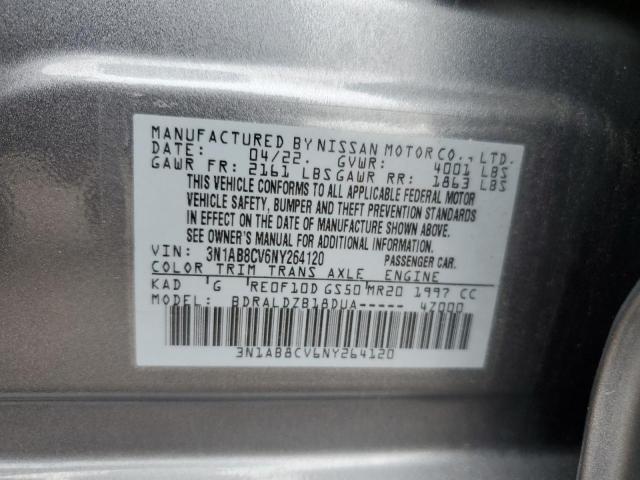 MANUFACTURED BY NISSAN MOTOR CO., LTD.
DATE: 04/22. GVWR: 4001 LBS
GAWR FR: 2161 LBS GAWR RR: 1863 LBS
THIS VEHICLE CONFORMS TO ALL APPLICABLE FEDERAL MOTOR
VEHICLE SAFETY, BUMPER AND THEFT PREVENTION STANDARDS
IN EFFECT ON THE DATE OF MANUFACTURE SHOWN ABOVE.
SEE OWNER'S MANUAL FOR ADDITIONAL INFORMATION.
VIN: 3N1AB8CV6NY264120 PASSENGER CAR.
COLOR TRIM TRANS AXLE ENGINE
KAD G RE0F10D GS50 MR20 1997 CC
MODEL: BDRALDZB18DUA----- 47000
3N1AB8CV6NY264120